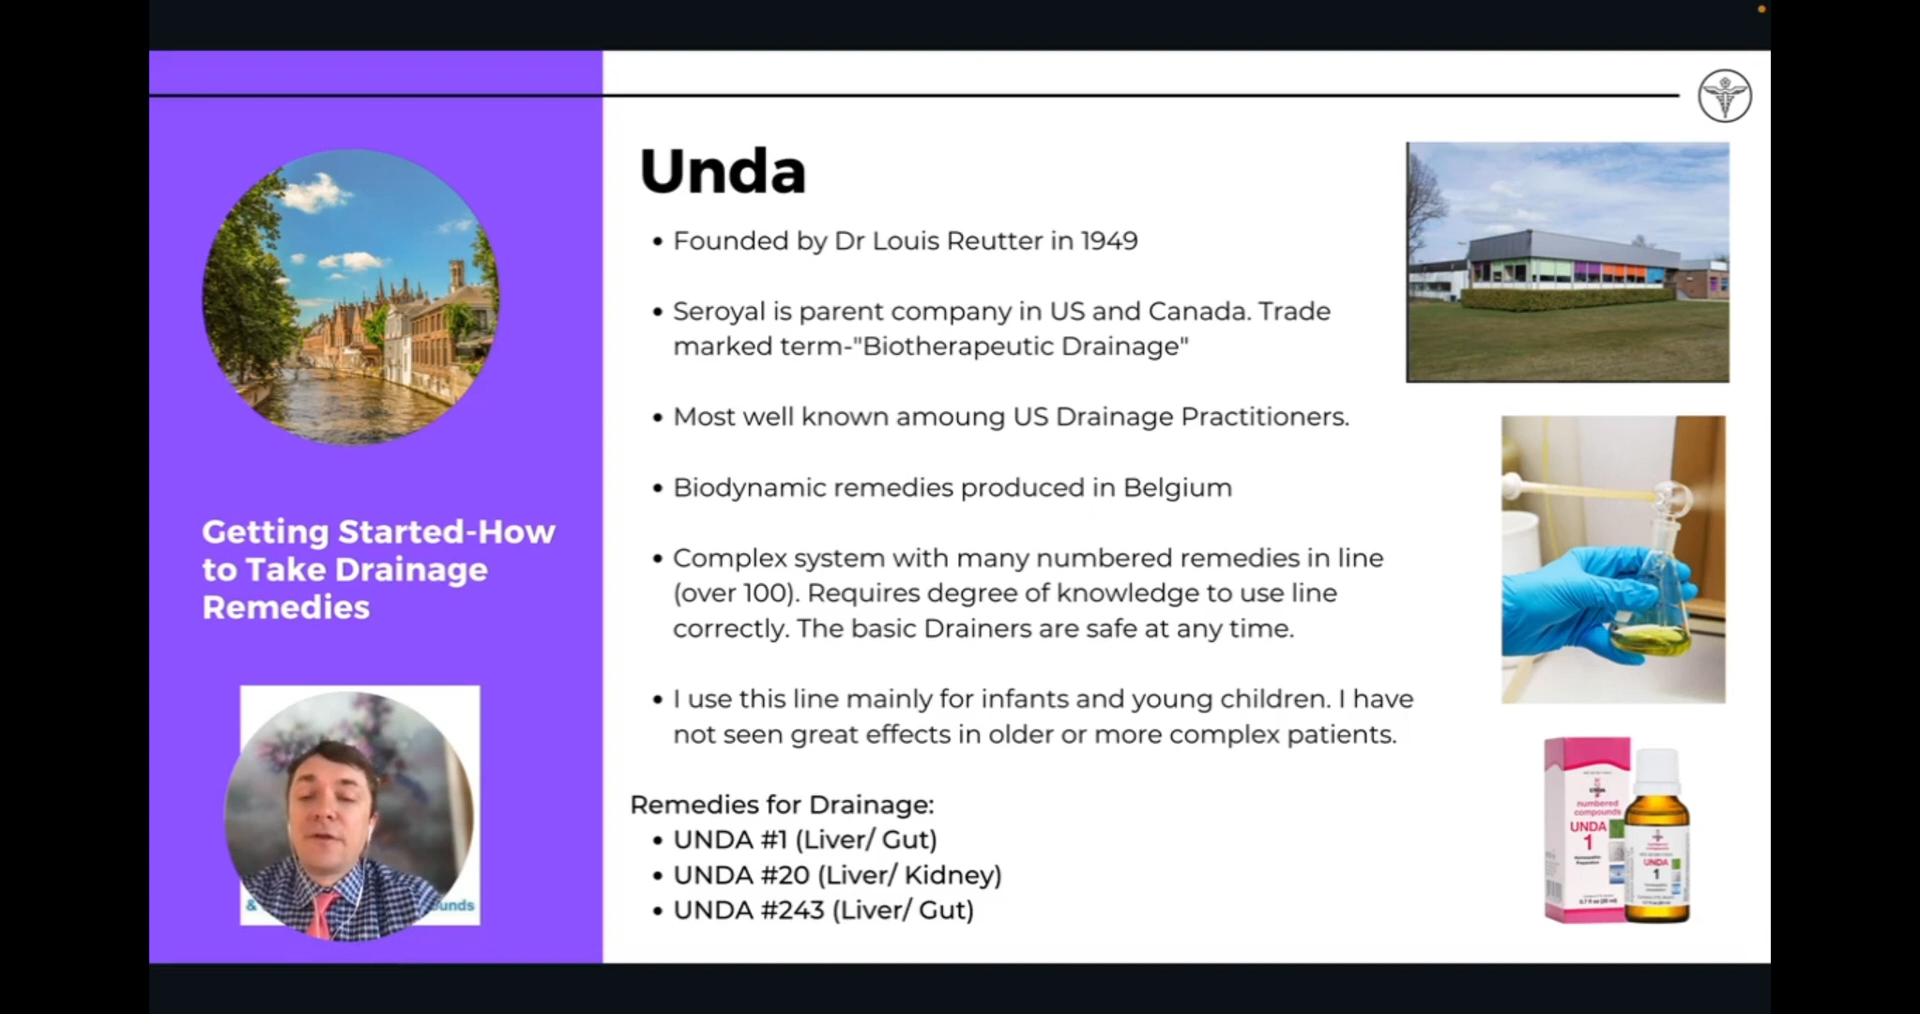 Unda
• Founded by Dr Louis Reutter in 1949
• Seroyal is parent company in US and Canada. Trade
marked term-"Biotherapeutic Drainage"
• Most well known amoung US Drainage Practitioners.
• Biodynamic remedies produced in Belgium
• Complex system with many numbered remedies in line
(over 100). Requires degree of knowledge to use line
correctly. The basic Drainers are safe at any time.
• I use this line mainly for infants and young children. I have
not seen great effects in older or more complex patients.
Remedies for Drainage:
• UNDA #1 (Liver/ Gut)
• UNDA #20 (Liver/ Kidney)
• UNDA #243 (Liver/ Gut)
Getting Started-How
to Take Drainage
Remedies
&
numbered
compounds
UNDA
1
UNDA
1